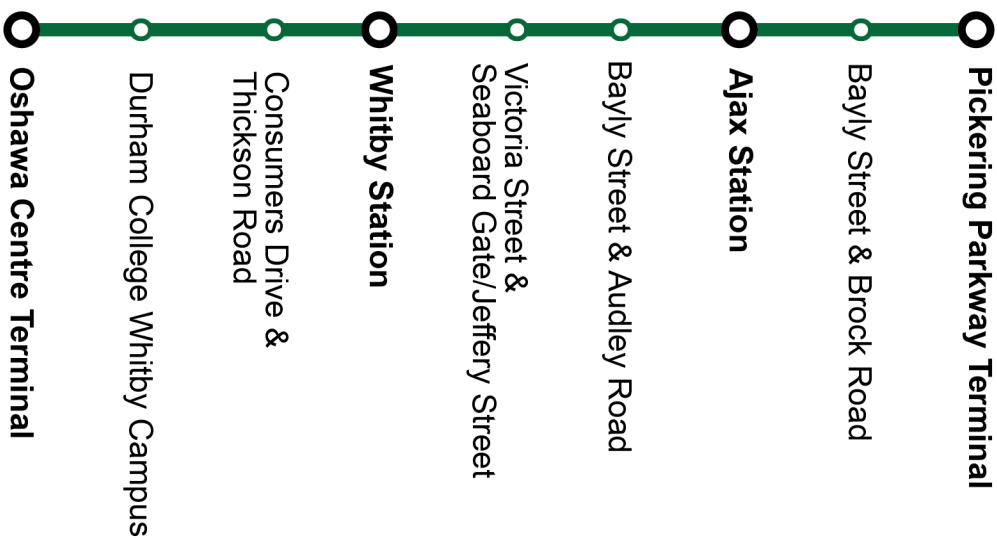 Oshawa Centre Terminal
Durham College Whitby Campus
Consumers Drive &
Thickson Road
Whitby Station
Victoria Street &
Seaboard Gate/Jeffery Street
Bayly Street & Audley Road
Ajax Station
Bayly Street & Brock Road
Pickering Parkway Terminal